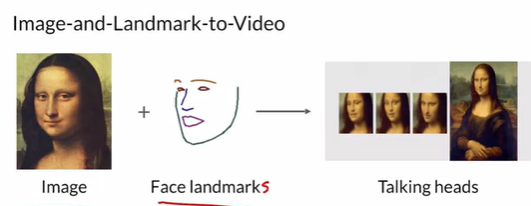 Image-and-Landmark-to-Video
+
Image
Face landmarks
Talking heads